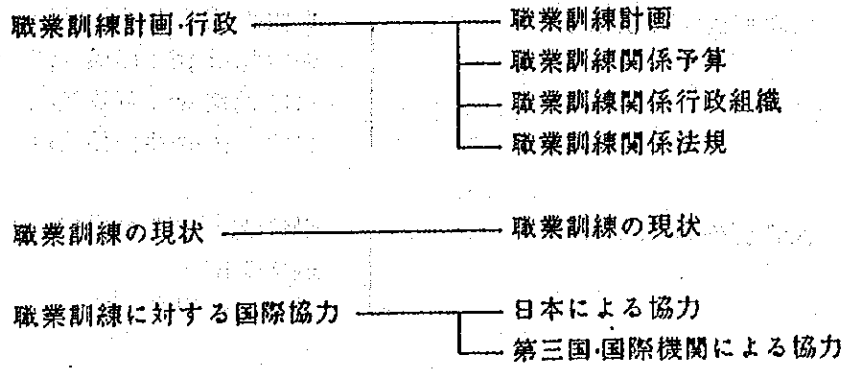 職業訓練計画・行政
職業訓練計画
職業訓練関係予算
職業訓練関係行政組織
職業訓練関係法規
職業訓練の現状
職業訓練の現状
職業訓練に対する国際協力
日本による協力
第三国・国際機関による協力